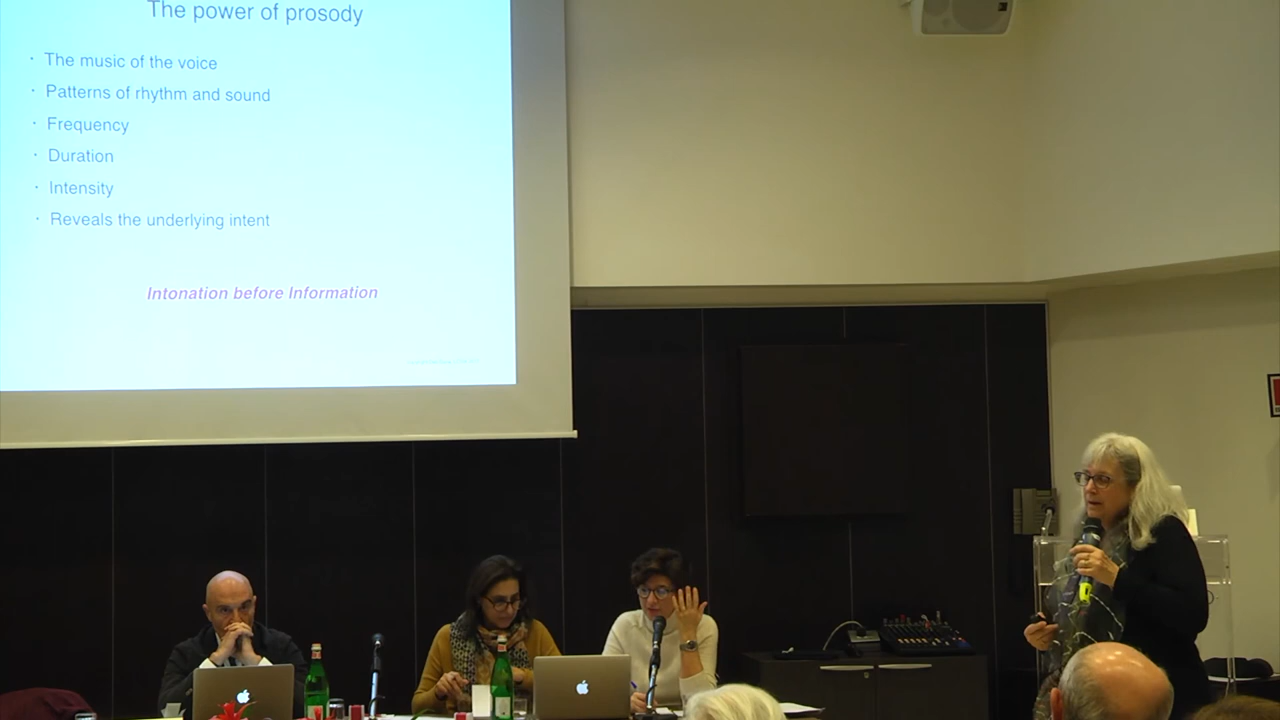 The power of prosody
· The music of the voice
· Patterns of rhythm and sound
· Frequency
· Duration
· Intensity
· Reveals the underlying intent
Intonation before Information